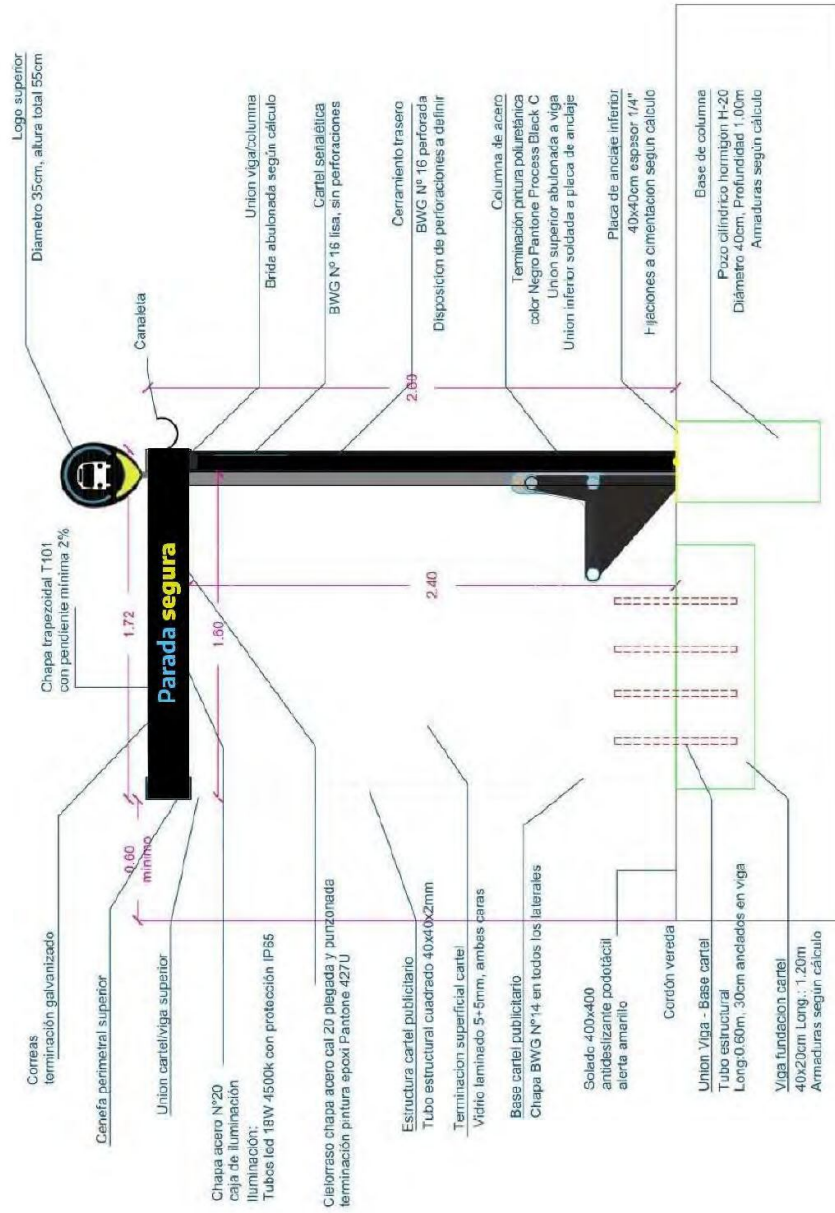 Logo superior
Diametro 35cm, altura total 55cm
Canaleta
Union viga/columna
Brida abulonada según cálculo
Cartel señalética
BWG Nº 16 lisa, sin perforaciones
Cerramiento trasero
BWG Nº 16 perforada
Disposicion de perforaciones a definir
Columna de acero
Terminación pintura poliuretánica
color Negro Pantone Process Black C
Union superior abulonada a viga
Union inferior soldada a placa de anclaje
Placa de anclaje inferior
40x40cm espesor 1/4"
Fijaciones a cimentación segun cálculo
Base de columna
Pozo cilíndrico hormigón H-20
Diámetro 40cm, Profundidad 1.00m
Armaduras según cálculo
Chapa trapezoidal T101
con pendiente mínima 2%
1.72
Parada segura
1.60
2.60
2.40
0.60
mínimo
Correas
terminación galvanizado
Cenefa perimetral superior
Union cartel/viga superior
Chapa acero N°20
caja de iluminación
Iluminación:
Tubos led 18W 4500k con protección IP65
Cielorraso chapa acero cal 20 plegada y punzonada
terminación pintura epoxi Pantone 427U
Estructura cartel publicitario
Tubo estructural cuadrado 40x40x2mm
Terminacion superficial cartel
Vidrio laminado 5+5mm, ambas caras
Base cartel publicitario
Chapa BWG N°14 en todos los laterales
Solado 400x400
antideslizante podotáctil
alerta amarillo
Cordón vereda
Union Viga - Base cartel
Tubo estructural
Long:0.60m, 30cm anclados en viga
Viga fundacion cartel
40x20cm Long.: 1.20m
Armaduras según cálculo